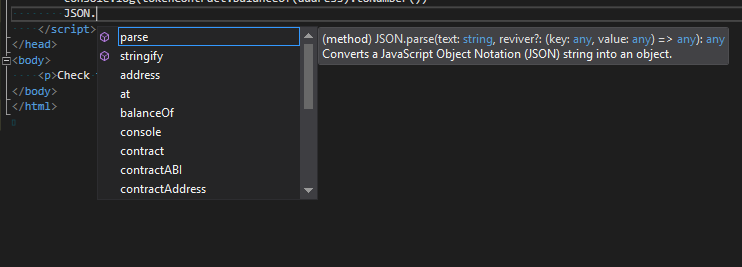 console.log(tokenContract.balanceOf(address).toNumber())
JSON.
</script>
</head>
<body>
<p>Check
</body>
</html>
parse
stringify
address
at
balanceOf
console
contract
contractABI
contractAddress
(method) JSON.parse(text: string, reviver?: (key: any, value: any) => any): any
Converts a JavaScript Object Notation (JSON) string into an object.